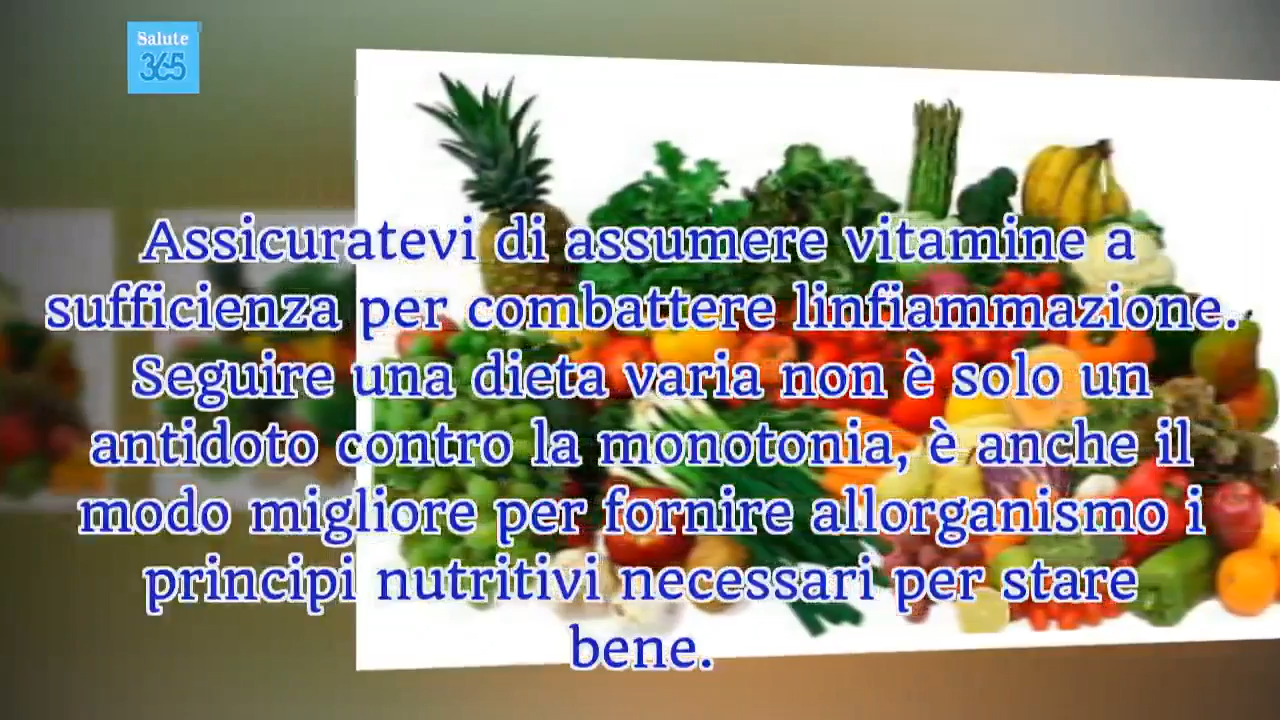 Salute
365
Assicuratevi di assumere vitamine a
sufficienza per combattere linfiammazione.
Seguire una dieta varia non è solo un
antidoto contro la monotonia, è anche il
modo migliore per fornire allorganismo i
principi nutritivi necessari per stare
bene.